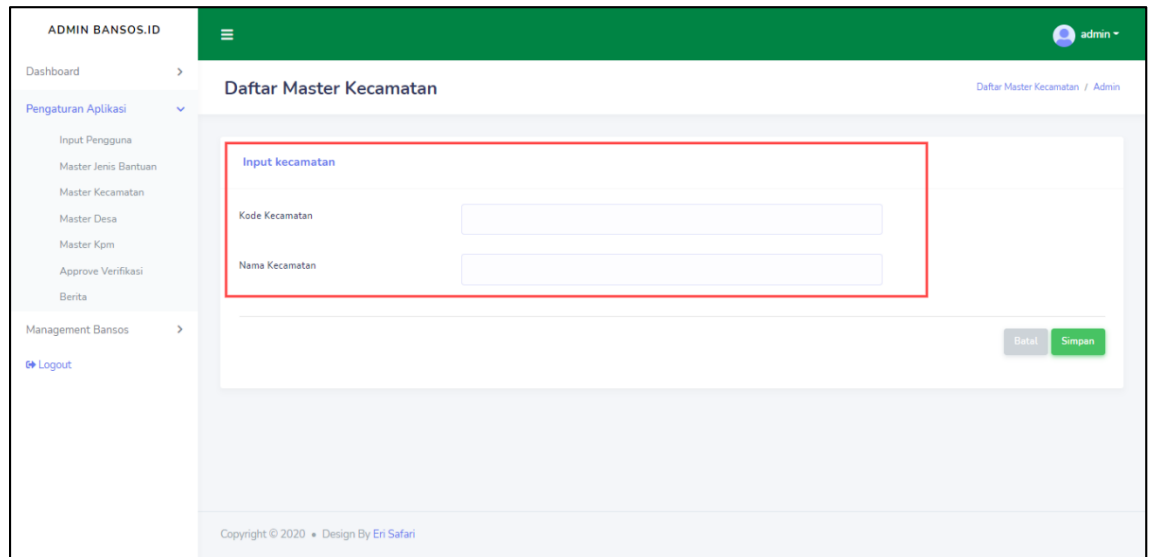 ADMIN BANSOS.ID
admin
Dashboard
Pengaturan Aplikasi
Input Pengguna
Master Jenis Bantuan
Master Kecamatan
Master Desa
Master Kpm
Approve Verifikasi
Berita
Management Bansos
Logout
Daftar Master Kecamatan
Daftar Master Kecamatan / Admin
Input kecamatan
Kode Kecamatan
Nama Kecamatan
Batal Simpan
Copyright © 2020 • Design By Eri Safari